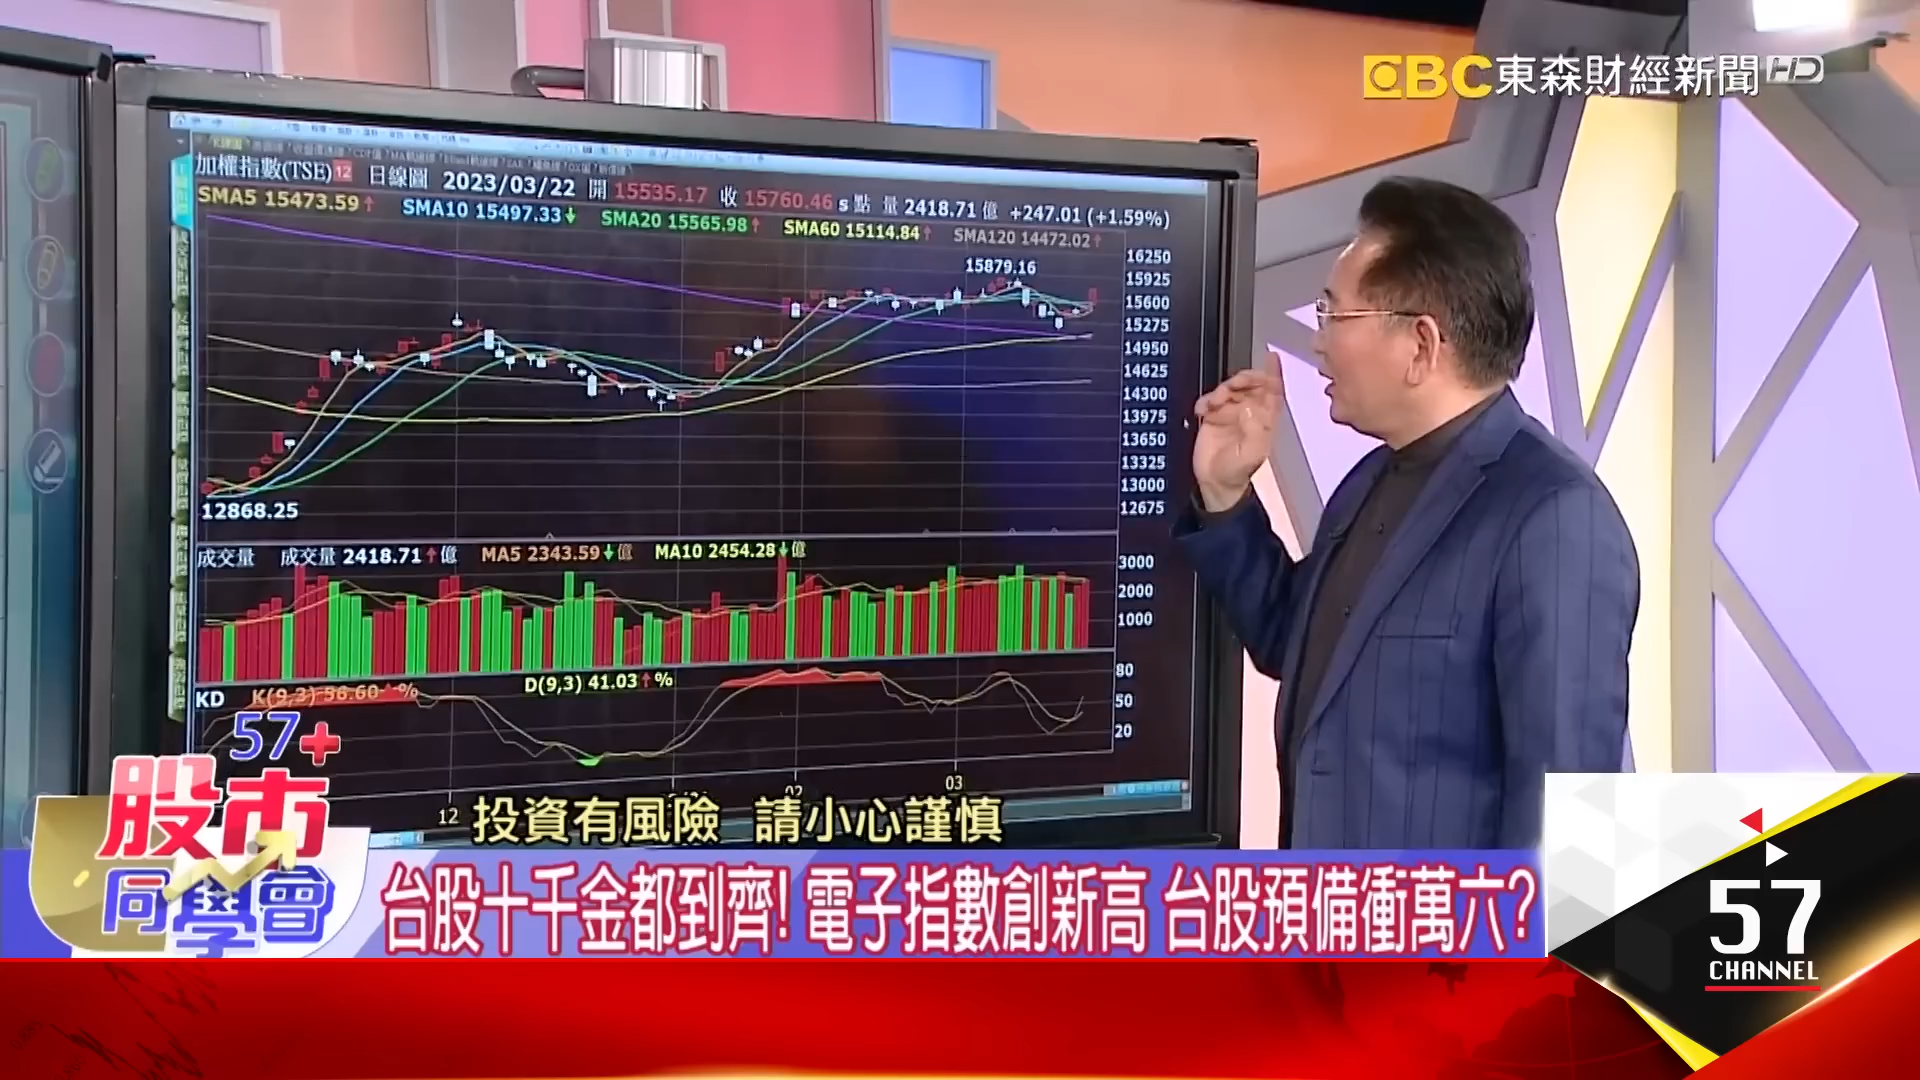 EBC東森財經新聞HD
加權指數(TSE) 12 日線圖 2023/03/22 開 15535.17 收 15760.46 s 點 量 2418.71 億 +247.01 (+1.59%)
SMA5 15473.59↑ SMA10 15497.33↓ SMA20 15565.98↑ SMA60 15114.84↑ SMA120 14472.02↑
15879.16
16250
15925
15600
15275
14950
14625
14300
13975
13650
13325
13000
12675
12868.25
成交量 成交量 2418.71↑億 MA5 2343.59↓億 MA10 2454.28↓億
3000
2000
1000
KD K(9,3) 56.60↑% D(9,3) 41.03↑%
80
50
20
12 02 03
投資有風險 請小心謹慎
57+
股市
同學會
台股十千金都到齊! 電子指數創新高 台股預備衝萬六?
57
CHANNEL